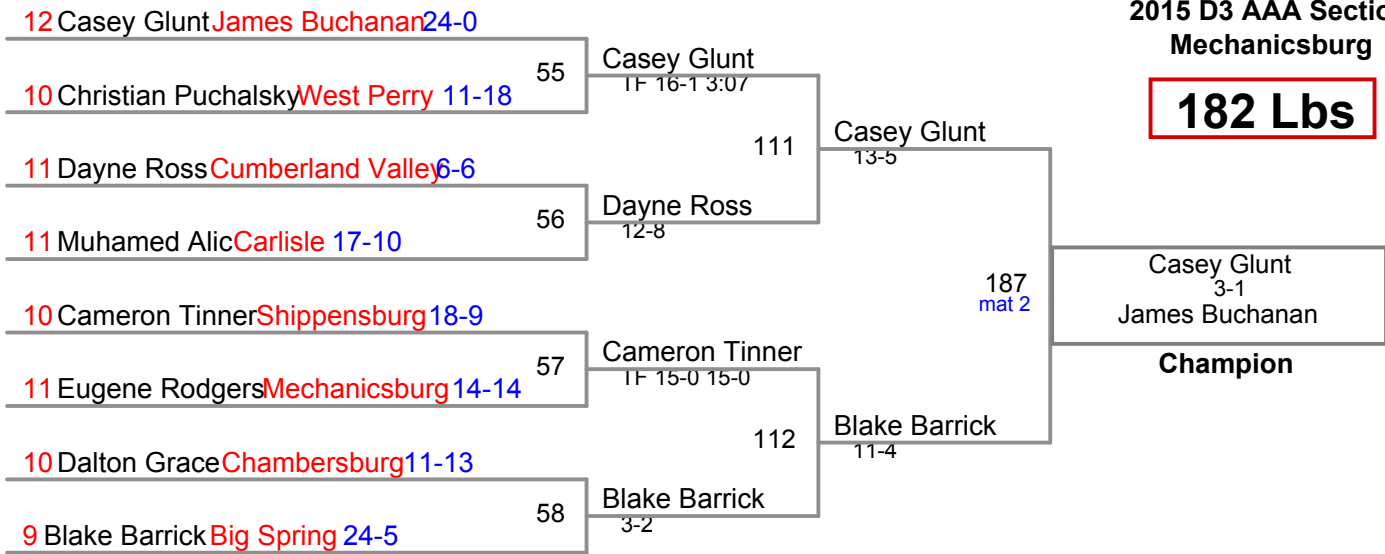 12 Casey Glunt James Buchanan 24-0
2015 D3 AAA Sectio
Mechanicsburg
182 Lbs
55
Casey Glunt
TF 16-1 3:07
10 Christian Puchalsky West Perry 11-18
111
Casey Glunt
13-5
11 Dayne Ross Cumberland Valley 6-6
56
Dayne Ross
12-8
11 Muhamed Alic Carlisle 17-10
187
mat 2
Casey Glunt
3-1
James Buchanan
Champion
10 Cameron Tinner Shippensburg 18-9
57
Cameron Tinner
TF 15-0 15-0
11 Eugene Rodgers Mechanicsburg 14-14
112
Blake Barrick
11-4
10 Dalton Grace Chambersburg 11-13
58
Blake Barrick
3-2
9 Blake Barrick Big Spring 24-5